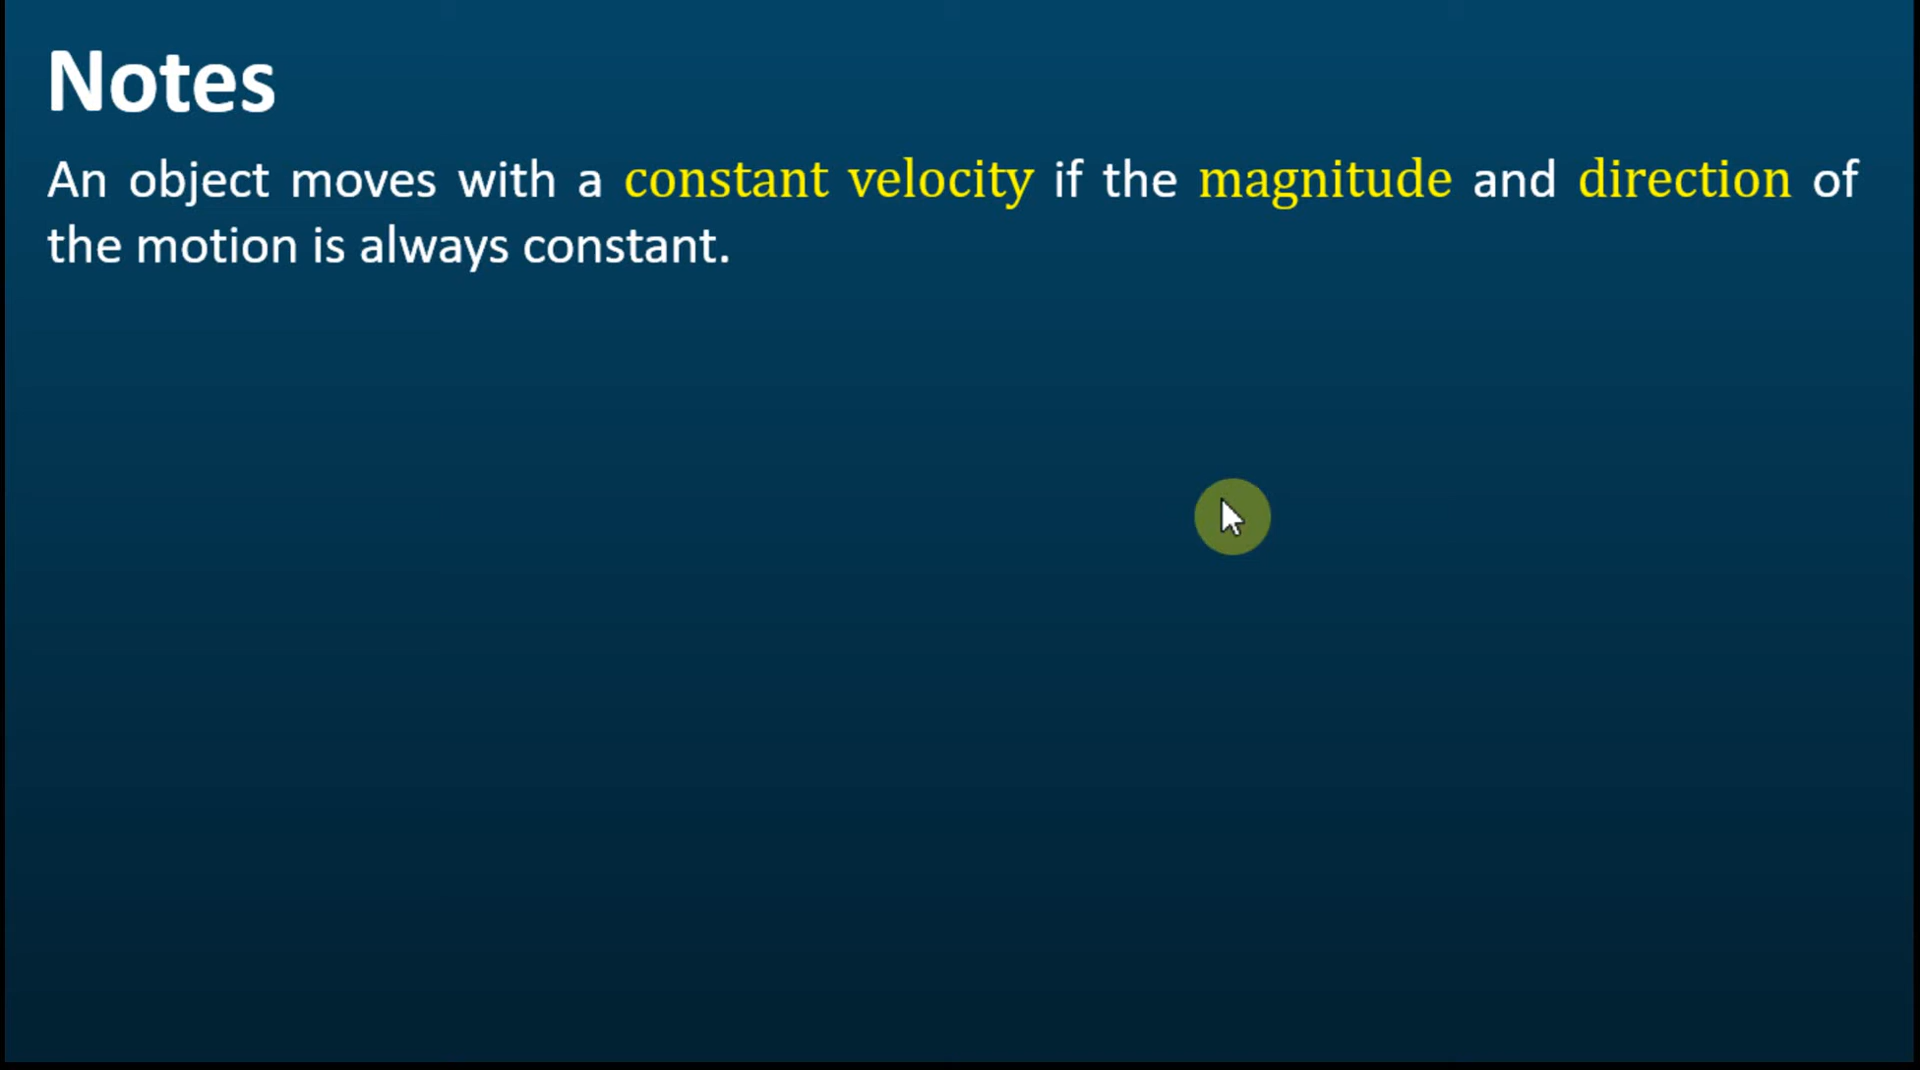 Notes
An object moves with a constant velocity if the magnitude and direction of
the motion is always constant.